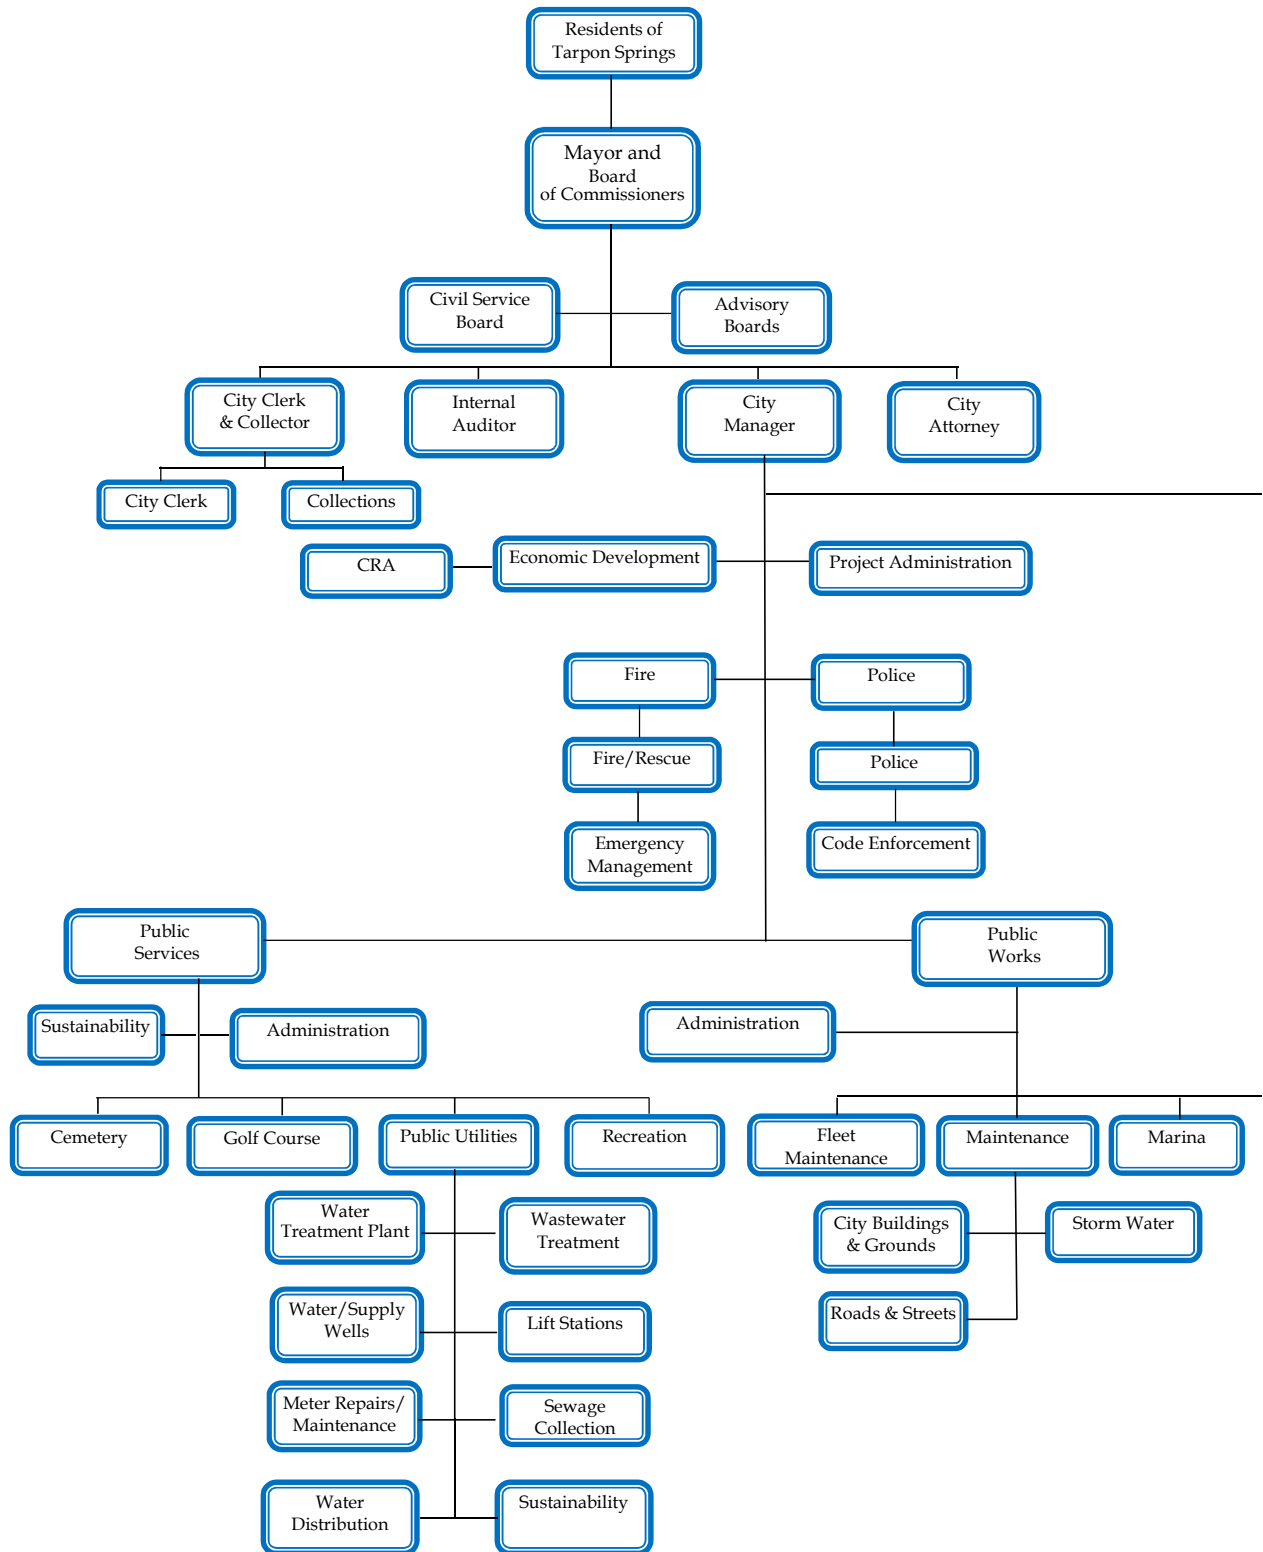 Residents of
Tarpon Springs
Mayor and
Board
of Commissioners
Civil Service
Board
Advisory
Boards
City Clerk
& Collector
Internal
Auditor
City
Manager
City
Attorney
City Clerk
Collections
CRA
Economic Development
Project Administration
Fire
Police
Fire/Rescue
Police
Emergency
Management
Code Enforcement
Public
Services
Public
Works
Sustainability
Administration
Administration
Cemetery
Golf Course
Public Utilities
Recreation
Fleet
Maintenance
Maintenance
Marina
Water
Treatment Plant
Wastewater
Treatment
City Buildings
& Grounds
Storm Water
Water/Supply
Wells
Lift Stations
Roads & Streets
Meter Repairs/
Maintenance
Sewage
Collection
Water
Distribution
Sustainability